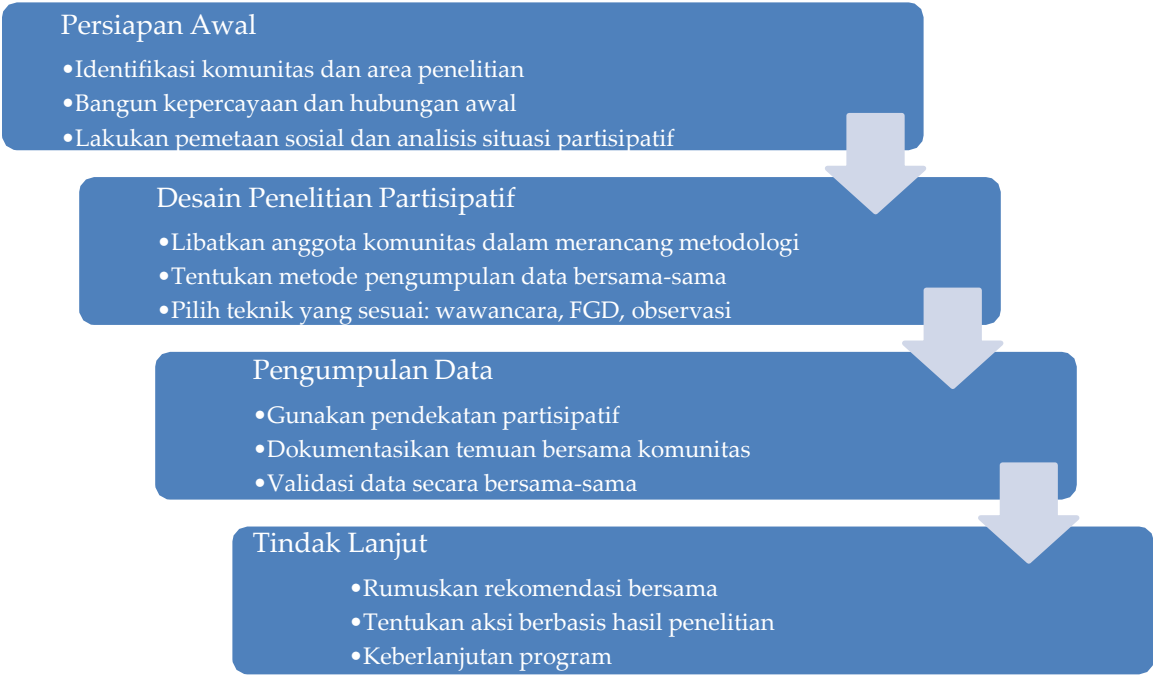 Persiapan Awal
•Identifikasi komunitas dan area penelitian
•Bangun kepercayaan dan hubungan awal
•Lakukan pemetaan sosial dan analisis situasi partisipatif
Desain Penelitian Partisipatif
•Libatkan anggota komunitas dalam merancang metodologi
•Tentukan metode pengumpulan data bersama-sama
•Pilih teknik yang sesuai: wawancara, FGD, observasi
Pengumpulan Data
•Gunakan pendekatan partisipatif
•Dokumentasikan temuan bersama komunitas
•Validasi data secara bersama-sama
Tindak Lanjut
•Rumuskan rekomendasi bersama
•Tentukan aksi berbasis hasil penelitian
•Keberlanjutan program